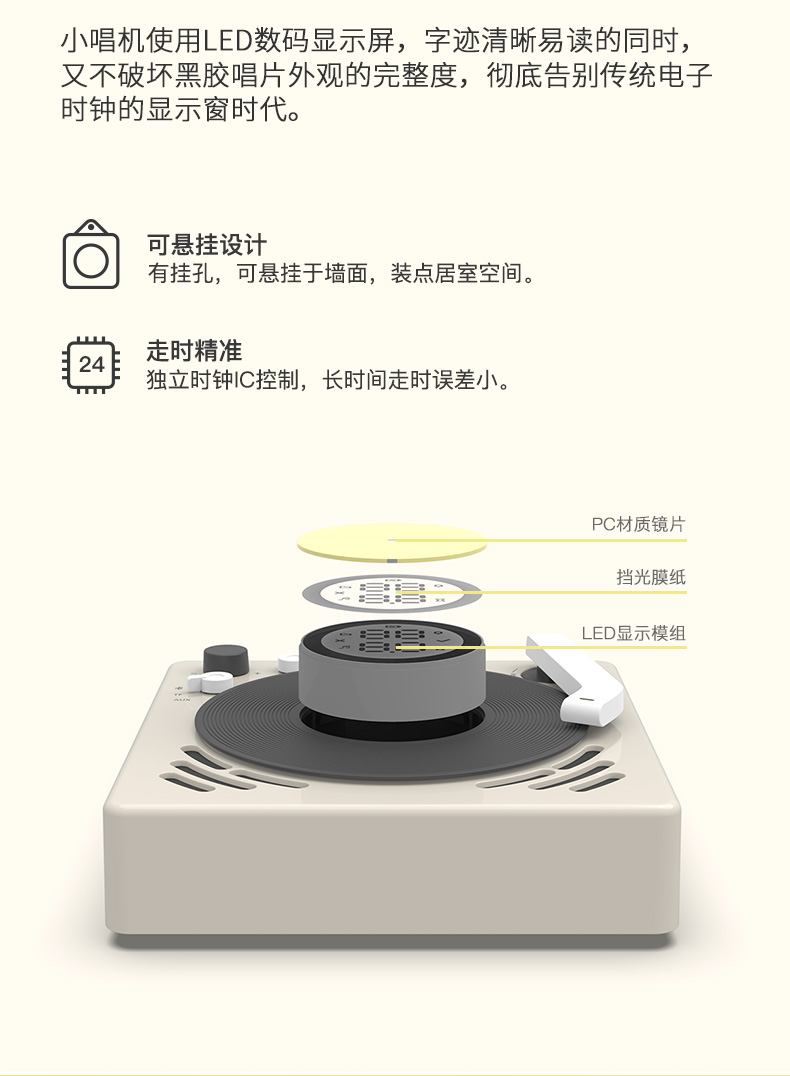 小唱机使用LED数码显示屏，字迹清晰易读的同时，
又不破坏黑胶唱片外观的完整度，彻底告别传统电子
时钟的显示窗时代。
可悬挂设计
有挂孔，可悬挂于墙面，装点居室空间。
24
走时精准
独立时钟IC控制，长时间走时误差小。
PC材质镜片
挡光膜纸
LED显示模组
TF
AUX